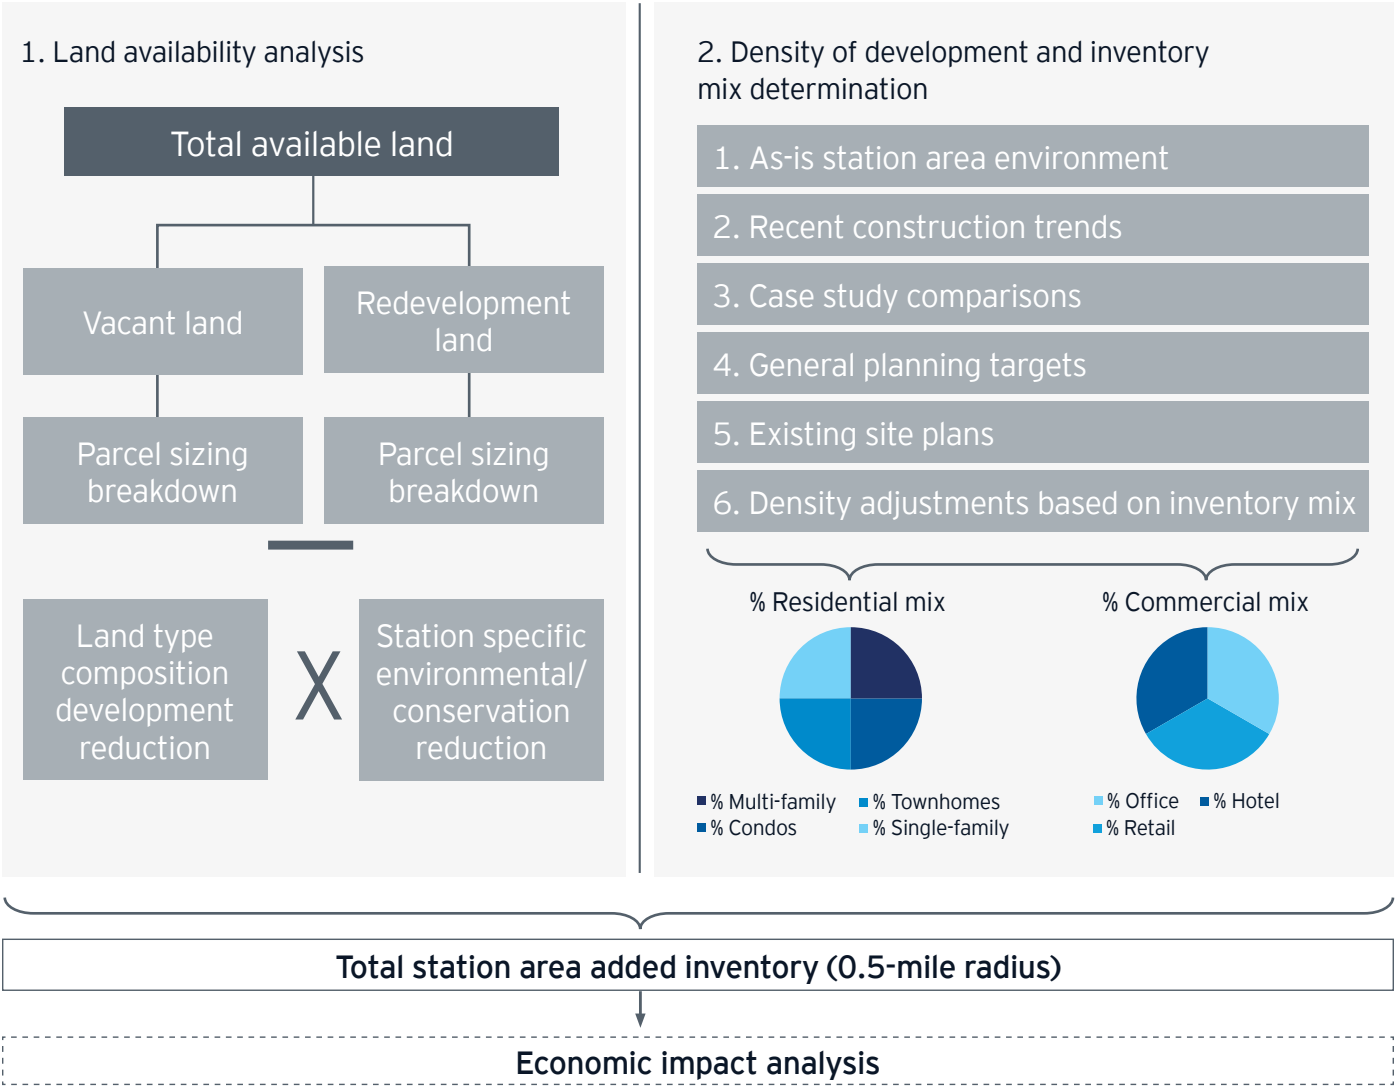 1. Land availability analysis
Total available land
Vacant land
Redevelopment
land
Parcel sizing
breakdown
Parcel sizing
breakdown
Land type
composition
development
reduction
X
Station specific
environmental/
conservation
reduction
2. Density of development and inventory
mix determination
1. As-is station area environment
2. Recent construction trends
3. Case study comparisons
4. General planning targets
5. Existing site plans
6. Density adjustments based on inventory mix
% Residential mix
% Multi-family
% Townhomes
% Condos
% Single-family
% Commercial mix
% Office
% Hotel
% Retail
Total station area added inventory (0.5-mile radius)
Economic impact analysis